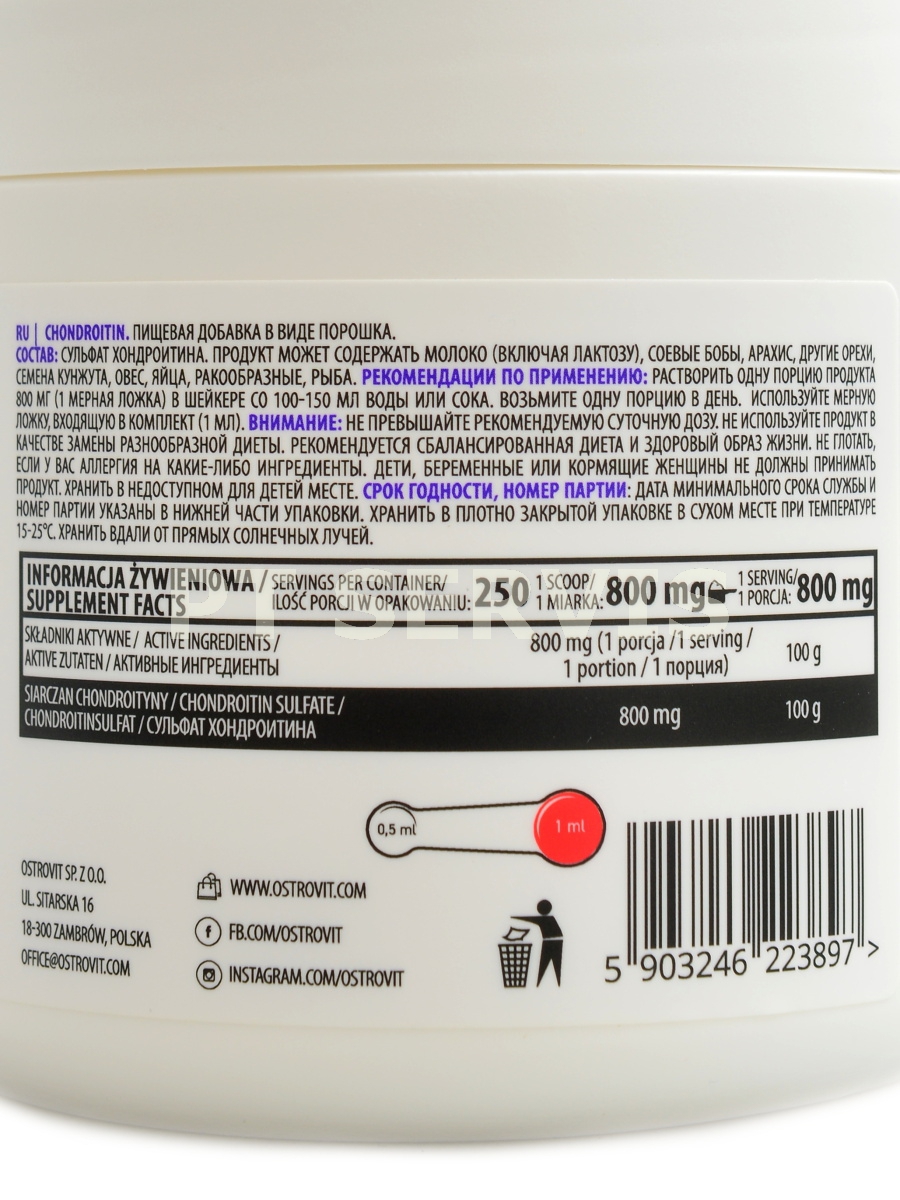 RU | CHONDROITIN. ПИЩЕВАЯ ДОБАВКА В ВИДЕ ПОРОШКА.
СОСТАВ: СУЛЬФАТ ХОНДРОИТИНА. ПРОДУКТ МОЖЕТ СОДЕРЖАТЬ МОЛОКО (ВКЛЮЧАЯ ЛАКТОЗУ), СОЕВЫЕ БОБЫ, АРАХИС, ДРУГИЕ ОРЕХИ,
СЕМЕНА КУНЖУТА, ОВЕС, ЯЙЦА, РАКООБРАЗНЫЕ, РЫБА. РЕКОМЕНДАЦИИ ПО ПРИМЕНЕНИЮ: РАСТВОРИТЬ ОДНУ ПОРЦИЮ ПРОДУКТА
800 МГ (1 МЕРНАЯ ЛОЖКА) В ШЕЙКЕРЕ СО 100-150 МЛ ВОДЫ ИЛИ СОКА. ВОЗЬМИТЕ ОДНУ ПОРЦИЮ В ДЕНЬ. ИСПОЛЬЗУЙТЕ МЕРНУЮ
ЛОЖКУ, ВХОДЯЩУЮ В КОМПЛЕКТ (1 МЛ). ВНИМАНИЕ: НЕ ПРЕВЫШАЙТЕ РЕКОМЕНДУЕМУЮ СУТОЧНУЮ ДОЗУ. НЕ ИСПОЛЬЗУЙТЕ ПРОДУКТ В
КАЧЕСТВЕ ЗАМЕНЫ РАЗНООБРАЗНОЙ ДИЕТЫ. РЕКОМЕНДУЕТСЯ СБАЛАНСИРОВАННАЯ ДИЕТА И ЗДОРОВЫЙ ОБРАЗ ЖИЗНИ. НЕ ГЛОТАТЬ,
ЕСЛИ У ВАС АЛЛЕРГИЯ НА КАКИЕ-ЛИБО ИНГРЕДИЕНТЫ. ДЕТИ, БЕРЕМЕННЫЕ ИЛИ КОРМЯЩИЕ ЖЕНЩИНЫ НЕ ДОЛЖНЫ ПРИНИМАТЬ
ПРОДУКТ. ХРАНИТЬ В НЕДОСТУПНОМ ДЛЯ ДЕТЕЙ МЕСТЕ. СРОК ГОДНОСТИ, НОМЕР ПАРТИИ: ДАТА МИНИМАЛЬНОГО СРОКА СЛУЖБЫ И
НОМЕР ПАРТИИ УКАЗАНЫ В НИЖНЕЙ ЧАСТИ УПАКОВКИ. ХРАНИТЬ В ПЛОТНО ЗАКРЫТОЙ УПАКОВКЕ В СУХОМ МЕСТЕ ПРИ ТЕМПЕРАТУРЕ
15-25°C. ХРАНИТЬ ВДАЛИ ОТ ПРЯМЫХ СОЛНЕЧНЫХ ЛУЧЕЙ.
INFORMACJA ŻYWIENIOWA / SUPPLEMENT FACTS
SERVINGS PER CONTAINER/ ILOŚĆ PORCJI W OPAKOWANIU: 250
1 SCOOP/ 1 MIARKA: 800 mg
1 SERVING/ 1 PORCJA: 800 mg
PT SERVIS
SKŁADNIKI AKTYWNE / ACTIVE INGREDIENTS /
AKTIVE ZUTATEN / АКТИВНЫЕ ИНГРЕДИЕНТЫ
800 mg (1 porcja /1 serving /
1 portion / 1 порция)
100 g
SIARCZAN CHONDROITYNY / CHONDROITIN SULFATE /
CHONDROITINSULFAT / СУЛЬФАТ ХОНДРОИТИНА
800 mg
100 g
0,5 ml
1 ml
OSTROVIT SP. Z O.O.
UL. SITARSKA 16
18-300 ZAMBRÓW, POLSKA
OFFICE@OSTROVIT.COM
WWW.OSTROVIT.COM
FB.COM/OSTROVIT
INSTAGRAM.COM/OSTROVIT
5 903246 223897 >